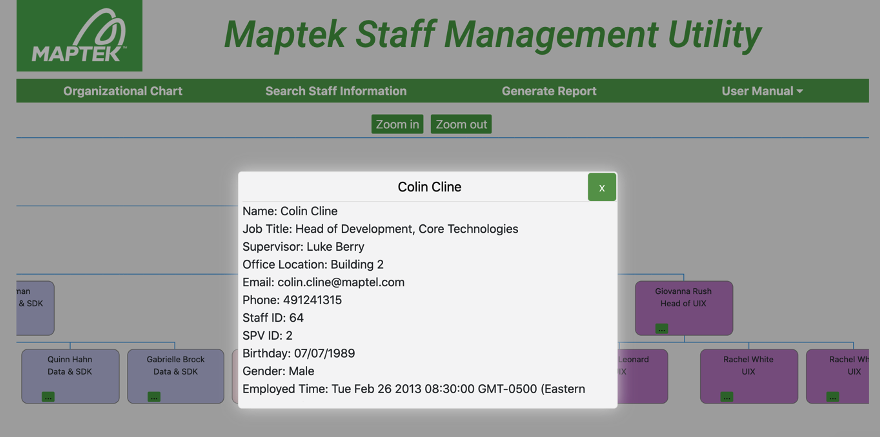 MAPTEK™
Maptek Staff Management Utility
Organizational Chart
Search Staff Information
Generate Report
User Manual
Zoom in
Zoom out
Colin Cline
x
Name: Colin Cline
Job Title: Head of Development, Core Technologies
Supervisor: Luke Berry
Office Location: Building 2
Email: colin.cline@maptel.com
Phone: 491241315
Staff ID: 64
SPV ID: 2
Birthday: 07/07/1989
Gender: Male
Employed Time: Tue Feb 26 2013 08:30:00 GMT-0500 (Eastern
man
& SDK
Giovanna Rush
Head of UIX
...
Quinn Hahn
Data & SDK
...
Gabrielle Brock
Data & SDK
...
Leonard
Rachel White
UIX
...
Rachel Wh
UIX
...